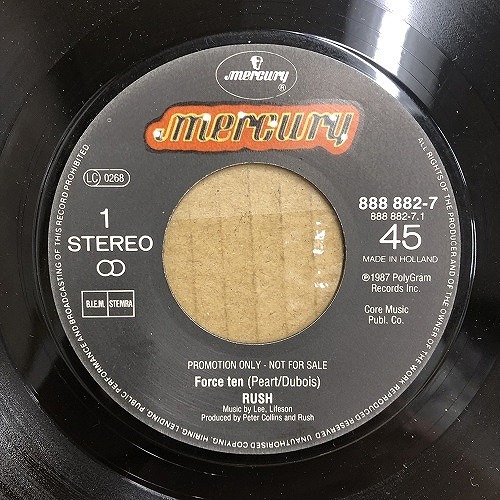 mercury
®
mercury
LC 0268
1
STEREO
B.I.E.M. STEMRA
888 882-7
888 882-7.1
45
MADE IN HOLLAND
℗1987 PolyGram
Records Inc.
Core Music
Publ. Co.
PROMOTION ONLY - NOT FOR SALE
Force ten (Peart/Dubois)
RUSH
Music by Lee, Lifeson
Produced by Peter Collins and Rush
ALL RIGHTS OF THE PRODUCER AND OF THE OWNER OF THE WORK REPRODUCED RESERVED. UNAUTHORISED COPYING, HIRING, LENDING, PUBLIC PERFORMANCE AND BROADCASTING OF THIS RECORD PROHIBITED.